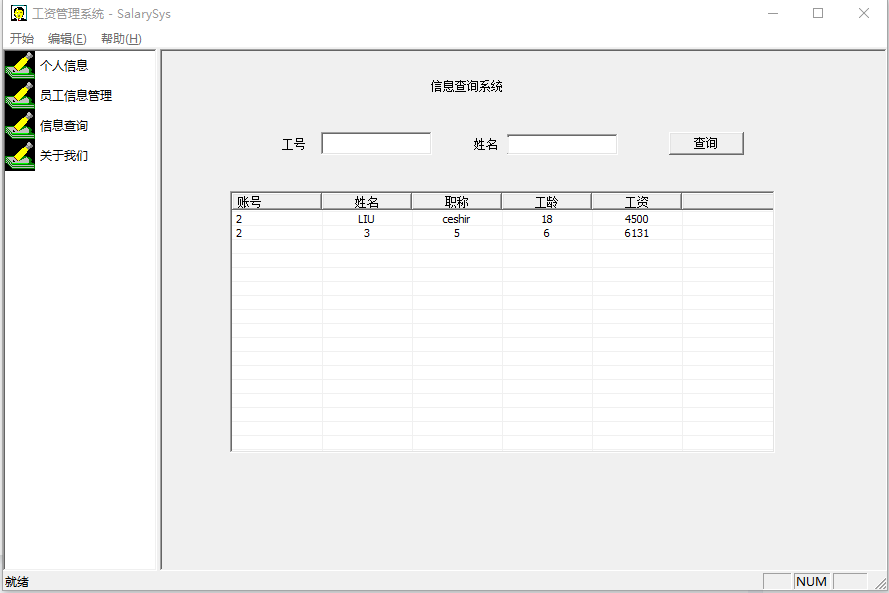 工资管理系统 - SalarySys
开始 编辑(E) 帮助(H)
个人信息
员工信息管理
信息查询
关于我们
信息查询系统
工号 姓名 查询
账号 姓名 职称 工龄 工资
2 LIU ceshir 18 4500
2 3 5 6 6131
就绪 NUM